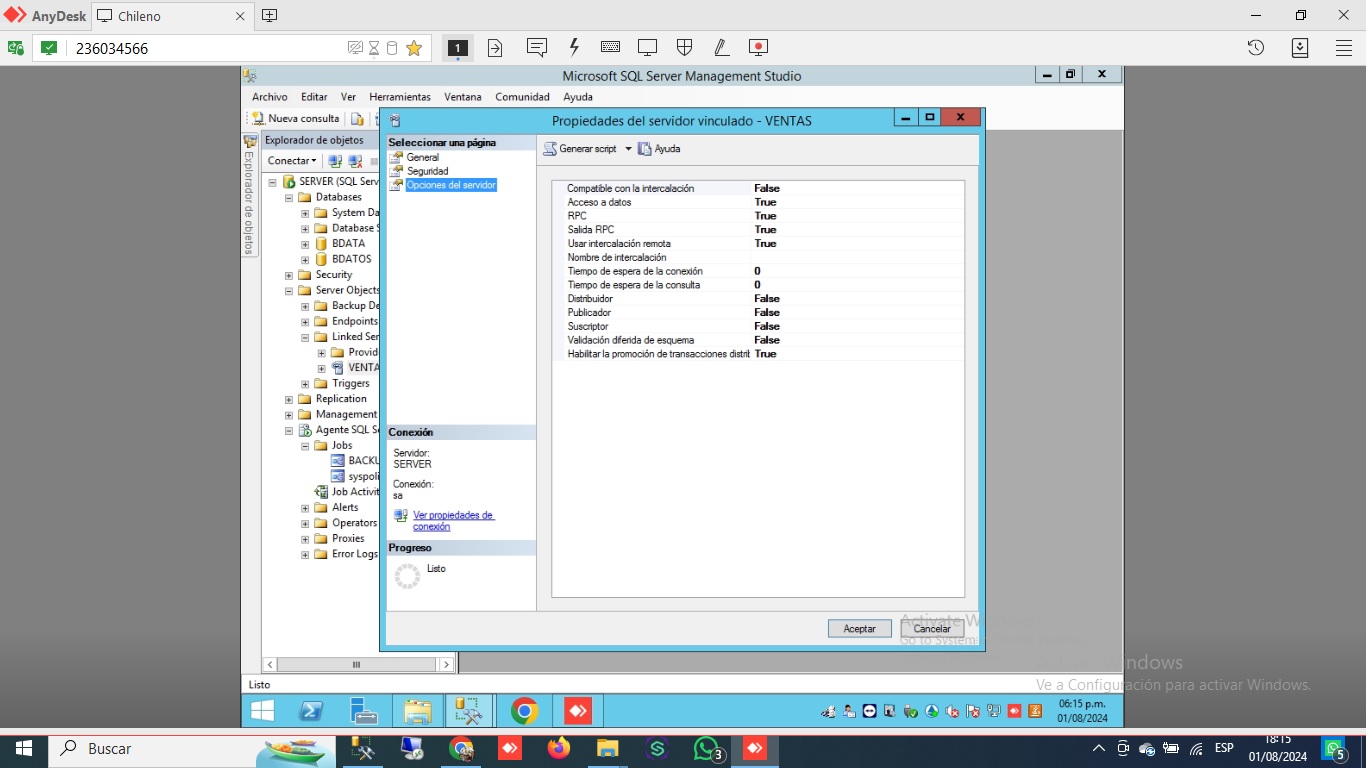 AnyDesk
Chileno
236034566
1
Microsoft SQL Server Management Studio
Archivo Editar Ver Herramientas Ventana Comunidad Ayuda
Nueva consulta
Explorador de objetos
Explorador de objetos
Conectar
SERVER (SQL Serv
Databases
System Da
Database S
BDATA
BDATOS
Security
Server Objects
Backup De
Endpoints
Linked Ser
Provid
VENTA
Triggers
Replication
Management
Agente SQL Se
Jobs
BACKU
syspoli
Job Activit
Alerts
Operators
Proxies
Error Logs
Propiedades del servidor vinculado - VENTAS
Seleccionar una página
General
Seguridad
Opciones del servidor
Generar script Ayuda
Compatible con la intercalación False
Acceso a datos True
RPC True
Salida RPC True
Usar intercalación remota True
Nombre de intercalación
Tiempo de espera de la conexión 0
Tiempo de espera de la consulta 0
Distribuidor False
Publicador False
Suscriptor False
Validación diferida de esquema False
Habilitar la promoción de transacciones distrib True
Conexión
Servidor:
SERVER
Conexión:
sa
Ver propiedades de
conexión
Progreso
Listo
Aceptar Cancelar
Activate W
Go to System
Windows
Ve a Configuración para activar Windows.
Listo
06:15 p.m.
01/08/2024
Buscar
3
ESP
18:15
01/08/2024
5